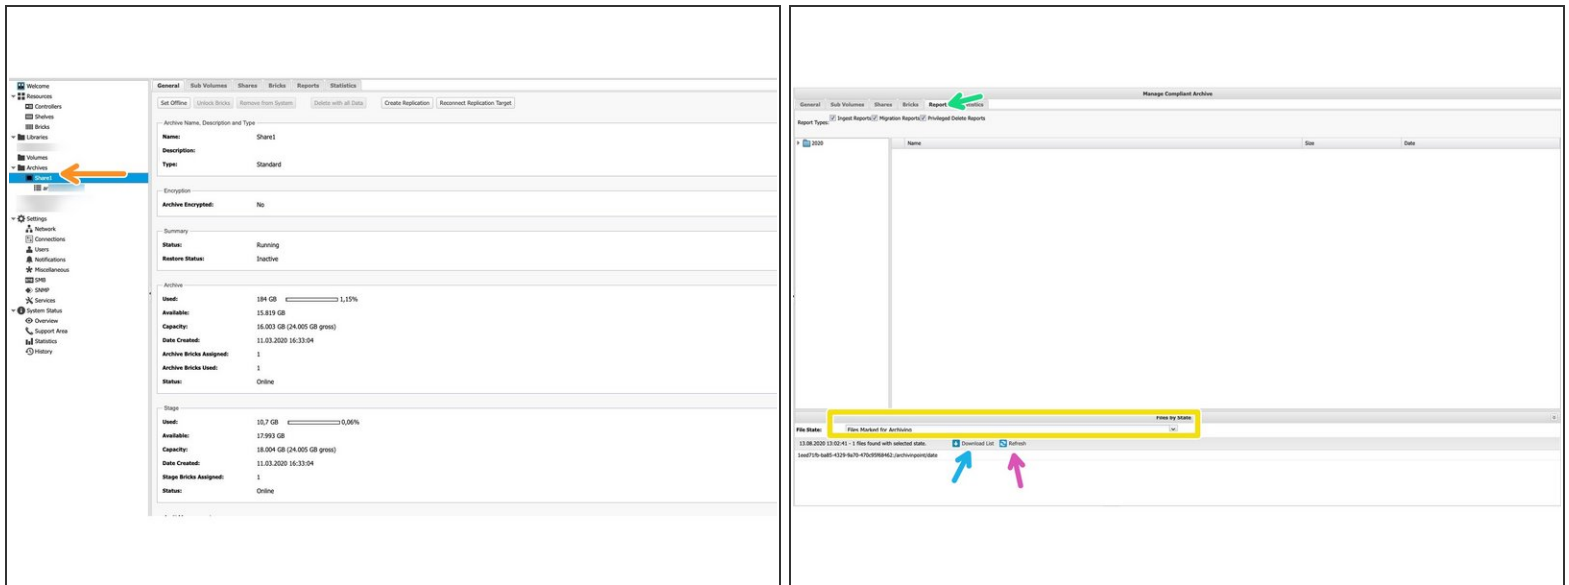 Welcome
Resources
Controllers
Shelves
Bricks
Libraries
Volumes
Archives
Share1
Settings
Network
Connections
Users
Notifications
Miscellaneous
SMB
SNMP
Services
System Status
Overview
Support Area
Statistics
History
General Sub Volumes Shares Bricks Reports Statistics
Set Offline Unlock Bricks Remove from System Delete with all Data Create Replication Reconnect Replication Target
Archive Name, Description and Type
Name: Share1
Description:
Type: Standard
Encryption
Archive Encrypted: No
Summary
Status: Running
Restore Status: Inactive
Archive
Used: 184 GB 1,15%
Available: 15.819 GB
Capacity: 16.003 GB (24.005 GB gross)
Date Created: 11.03.2020 16:33:04
Archive Bricks Assigned: 1
Archive Bricks Used: 1
Status: Online
Stage
Used: 10,7 GB 0,06%
Available: 17.993 GB
Capacity: 18.004 GB (24.005 GB gross)
Date Created: 11.03.2020 16:33:04
Stage Bricks Assigned: 1
Status: Online
Manage Compliant Archive
General Sub Volumes Shares Bricks Report
Report Types: Ingest Reports Migration Reports Privileged Delete Reports
2020 Name Size Date
Files by State
File State: Files Marked for Archiving
13.08.2020 13:02:41 - 1 files found with selected state. Download List Refresh